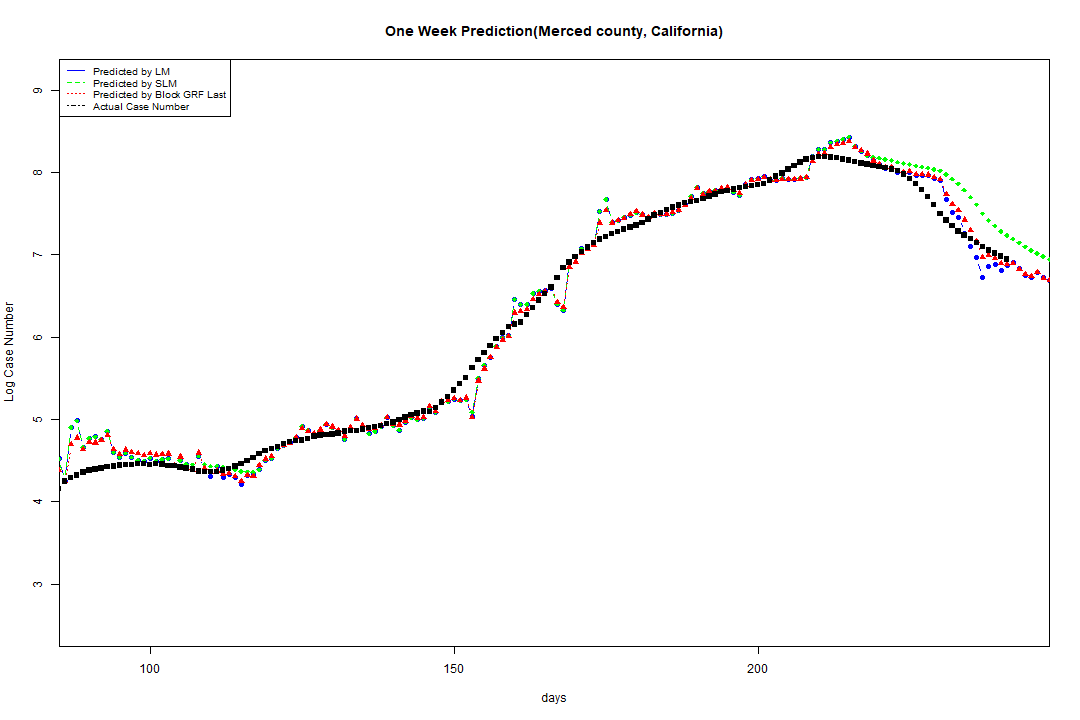 One Week Prediction(Merced county, California)
Predicted by LM
Predicted by SLM
Predicted by Block GRF Last
Actual Case Number
9
8
7
6
5
4
3
Log Case Number
100 150 200
days